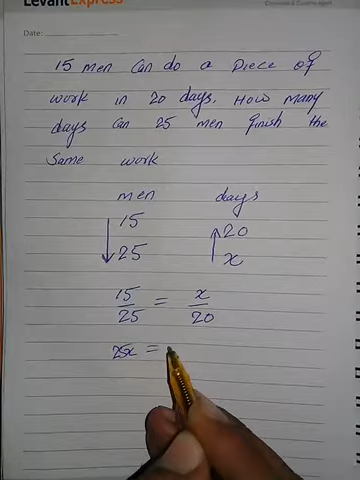 LevantExpress
Date:
15 men can do a piece of
work in 20 days. How many
days can 25 men finish the
Same work
men days
15 20
25 x
15/25 = x/20
25x =